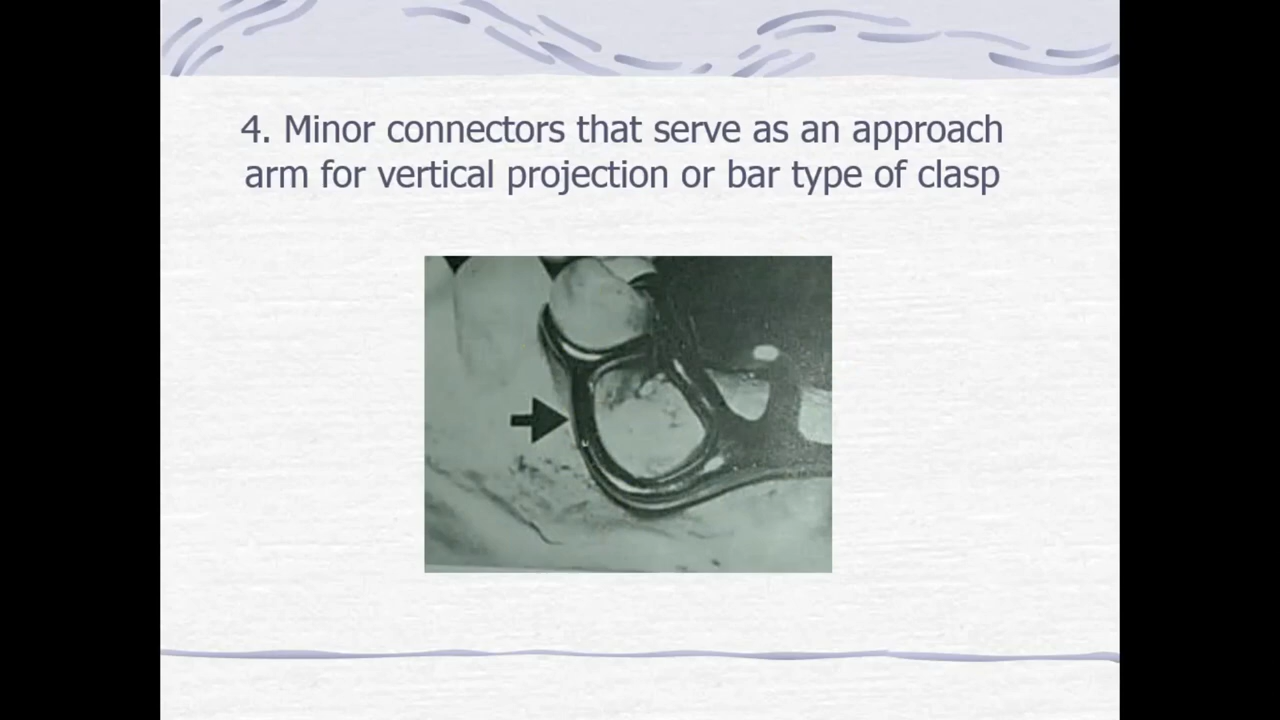 4. Minor connectors that serve as an approach
arm for vertical projection or bar type of clasp